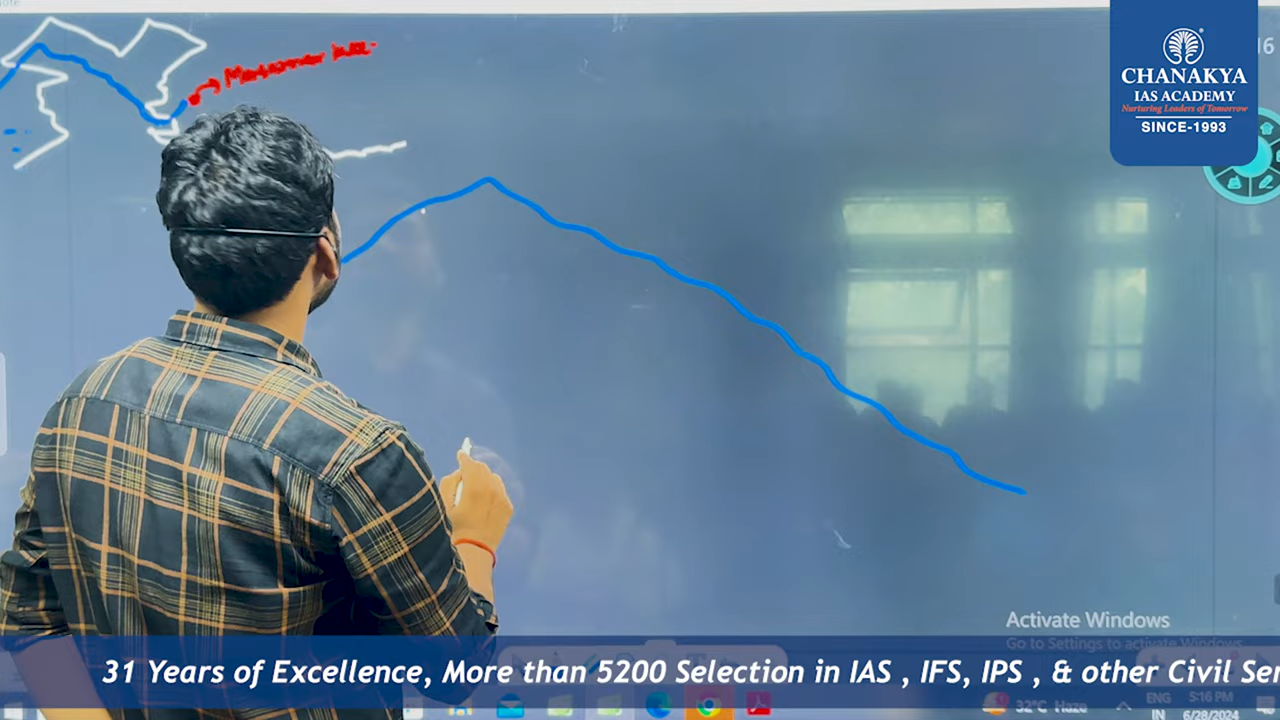 CHANAKYA
IAS ACADEMY
Nurturing Leaders of Tomorrow
SINCE-1993
16
Activate Windows
Go to Settings to activate Windows.
31 Years of Excellence, More than 5200 Selection in IAS , IFS, IPS , & other Civil Ser
32°C Haze
ENG
IN
5:16 PM
6/28/2024